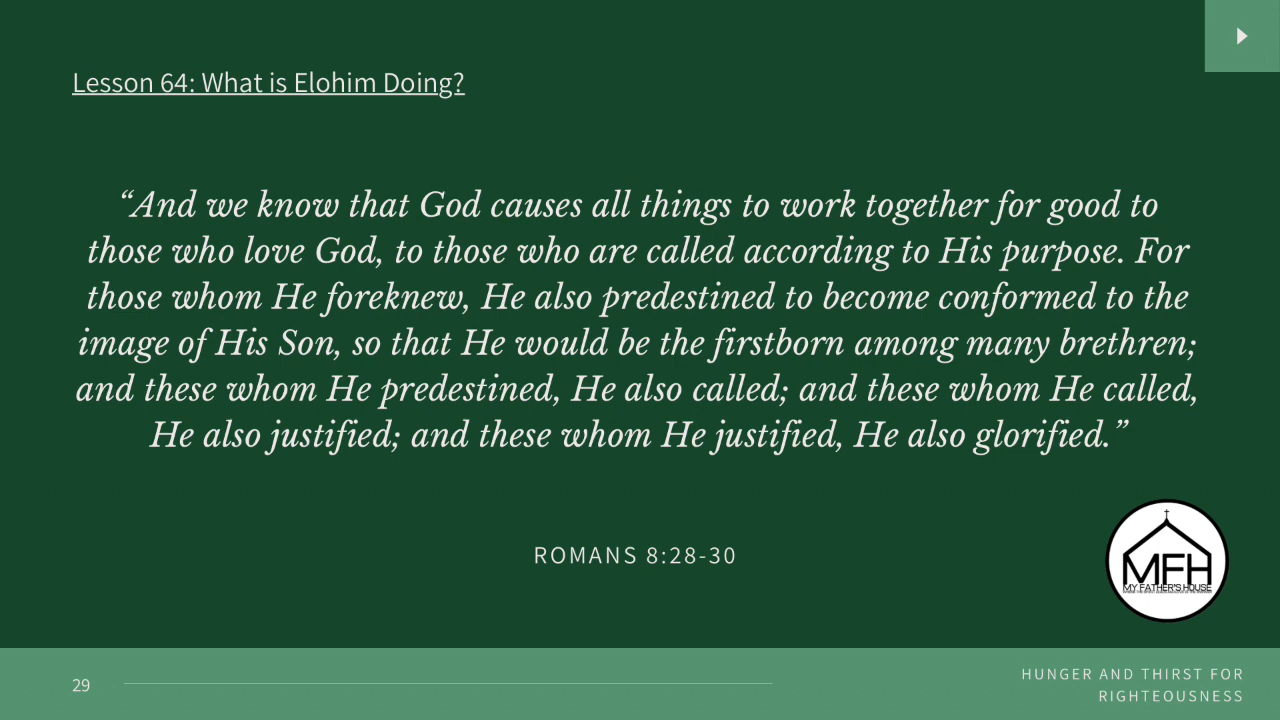 Lesson 64: What is Elohim Doing?
“And we know that God causes all things to work together for good to
those who love God, to those who are called according to His purpose. For
those whom He foreknew, He also predestined to become conformed to the
image of His Son, so that He would be the firstborn among many brethren;
and these whom He predestined, He also called; and these whom He called,
He also justified; and these whom He justified, He also glorified.”
ROMANS 8:28-30
MFH
MY FATHER'S HOUSE
29
HUNGER AND THIRST FOR
RIGHTEOUSNESS